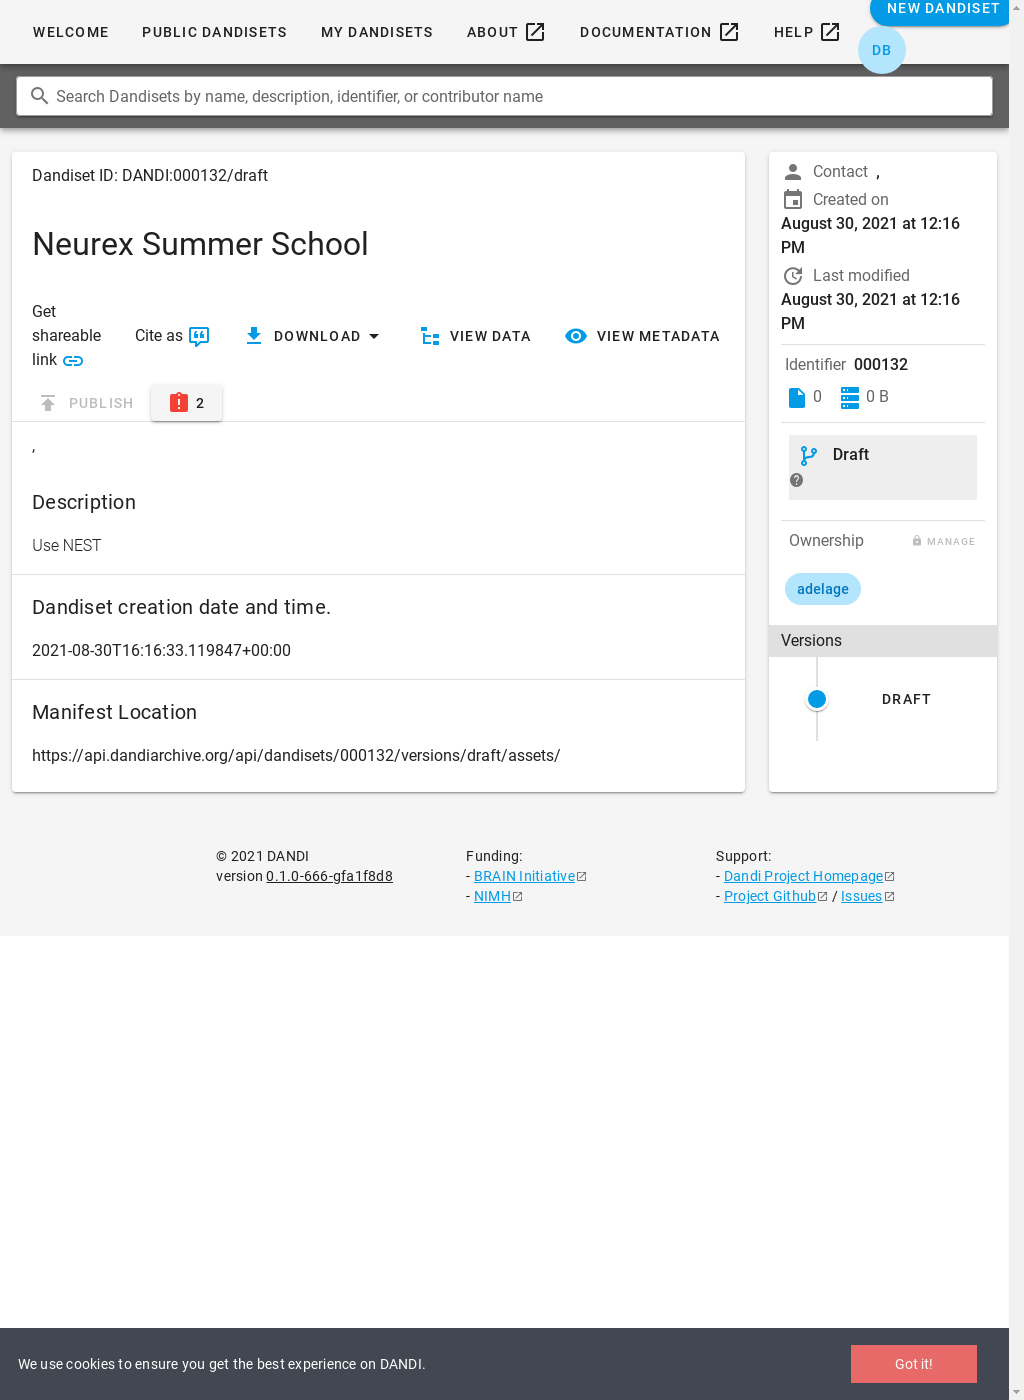 WELCOME PUBLIC DANDISETS MY DANDISETS ABOUT DOCUMENTATION HELP NEW DANDISET
DB
Search Dandisets by name, description, identifier, or contributor name
Dandiset ID: DANDI:000132/draft
Neurex Summer School
Get
shareable
link
Cite as DOWNLOAD VIEW DATA VIEW METADATA
PUBLISH 2
,
Description
Use NEST
Dandiset creation date and time.
2021-08-30T16:16:33.119847+00:00
Manifest Location
https://api.dandiarchive.org/api/dandisets/000132/versions/draft/assets/
Contact ,
Created on
August 30, 2021 at 12:16
PM
Last modified
August 30, 2021 at 12:16
PM
Identifier 000132
0 0 B
Draft
Ownership MANAGE
adelage
Versions
DRAFT
© 2021 DANDI
version 0.1.0-666-gfa1f8d8
Funding:
- BRAIN Initiative
- NIMH
Support:
- Dandi Project Homepage
- Project Github / Issues
We use cookies to ensure you get the best experience on DANDI.
Got it!